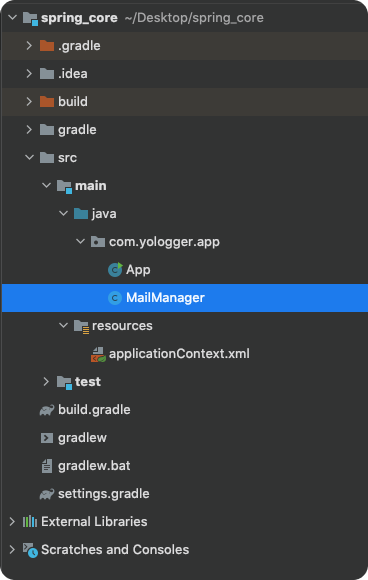 spring_core ~/Desktop/spring_core
.gradle
.idea
build
gradle
src
main
java
com.yologger.app
App
MailManager
resources
applicationContext.xml
test
build.gradle
gradlew
gradlew.bat
settings.gradle
External Libraries
Scratches and Consoles